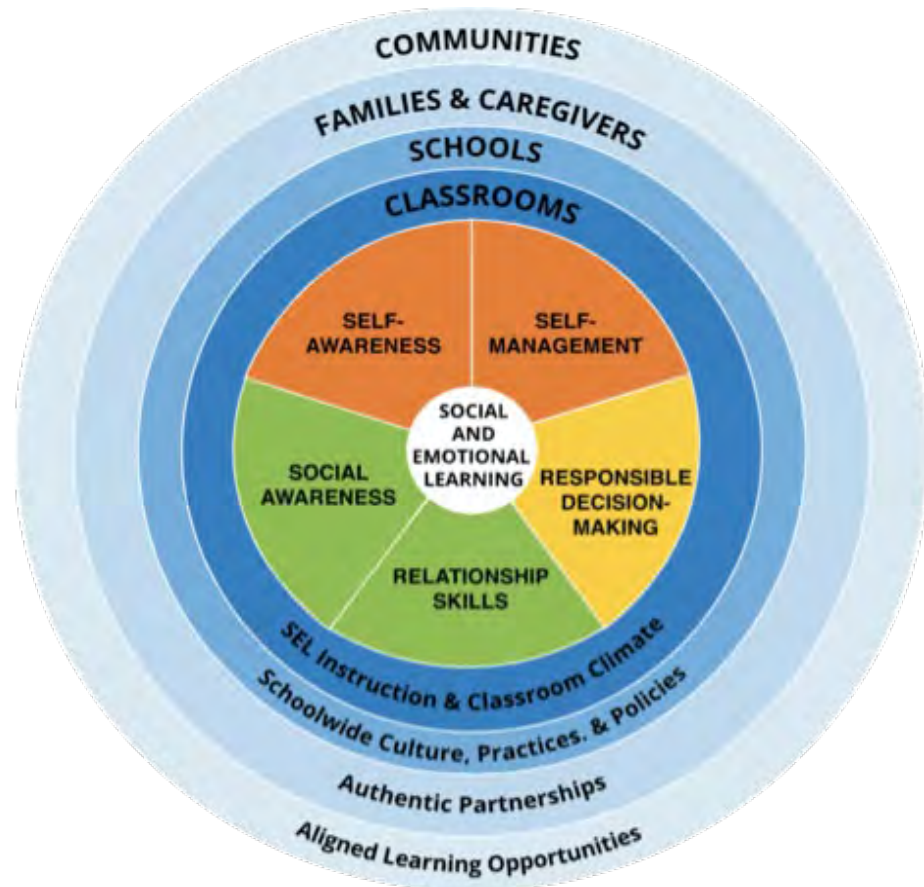 COMMUNITIES
FAMILIES & CAREGIVERS
SCHOOLS
CLASSROOMS
SELF-
AWARENESS
SELF-
MANAGEMENT
SOCIAL
AND
EMOTIONAL
LEARNING
SOCIAL
AWARENESS
RESPONSIBLE
DECISION-
MAKING
RELATIONSHIP
SKILLS
SEL Instruction & Classroom Climate
Schoolwide Culture, Practices. & Policies
Authentic Partnerships
Aligned Learning Opportunities